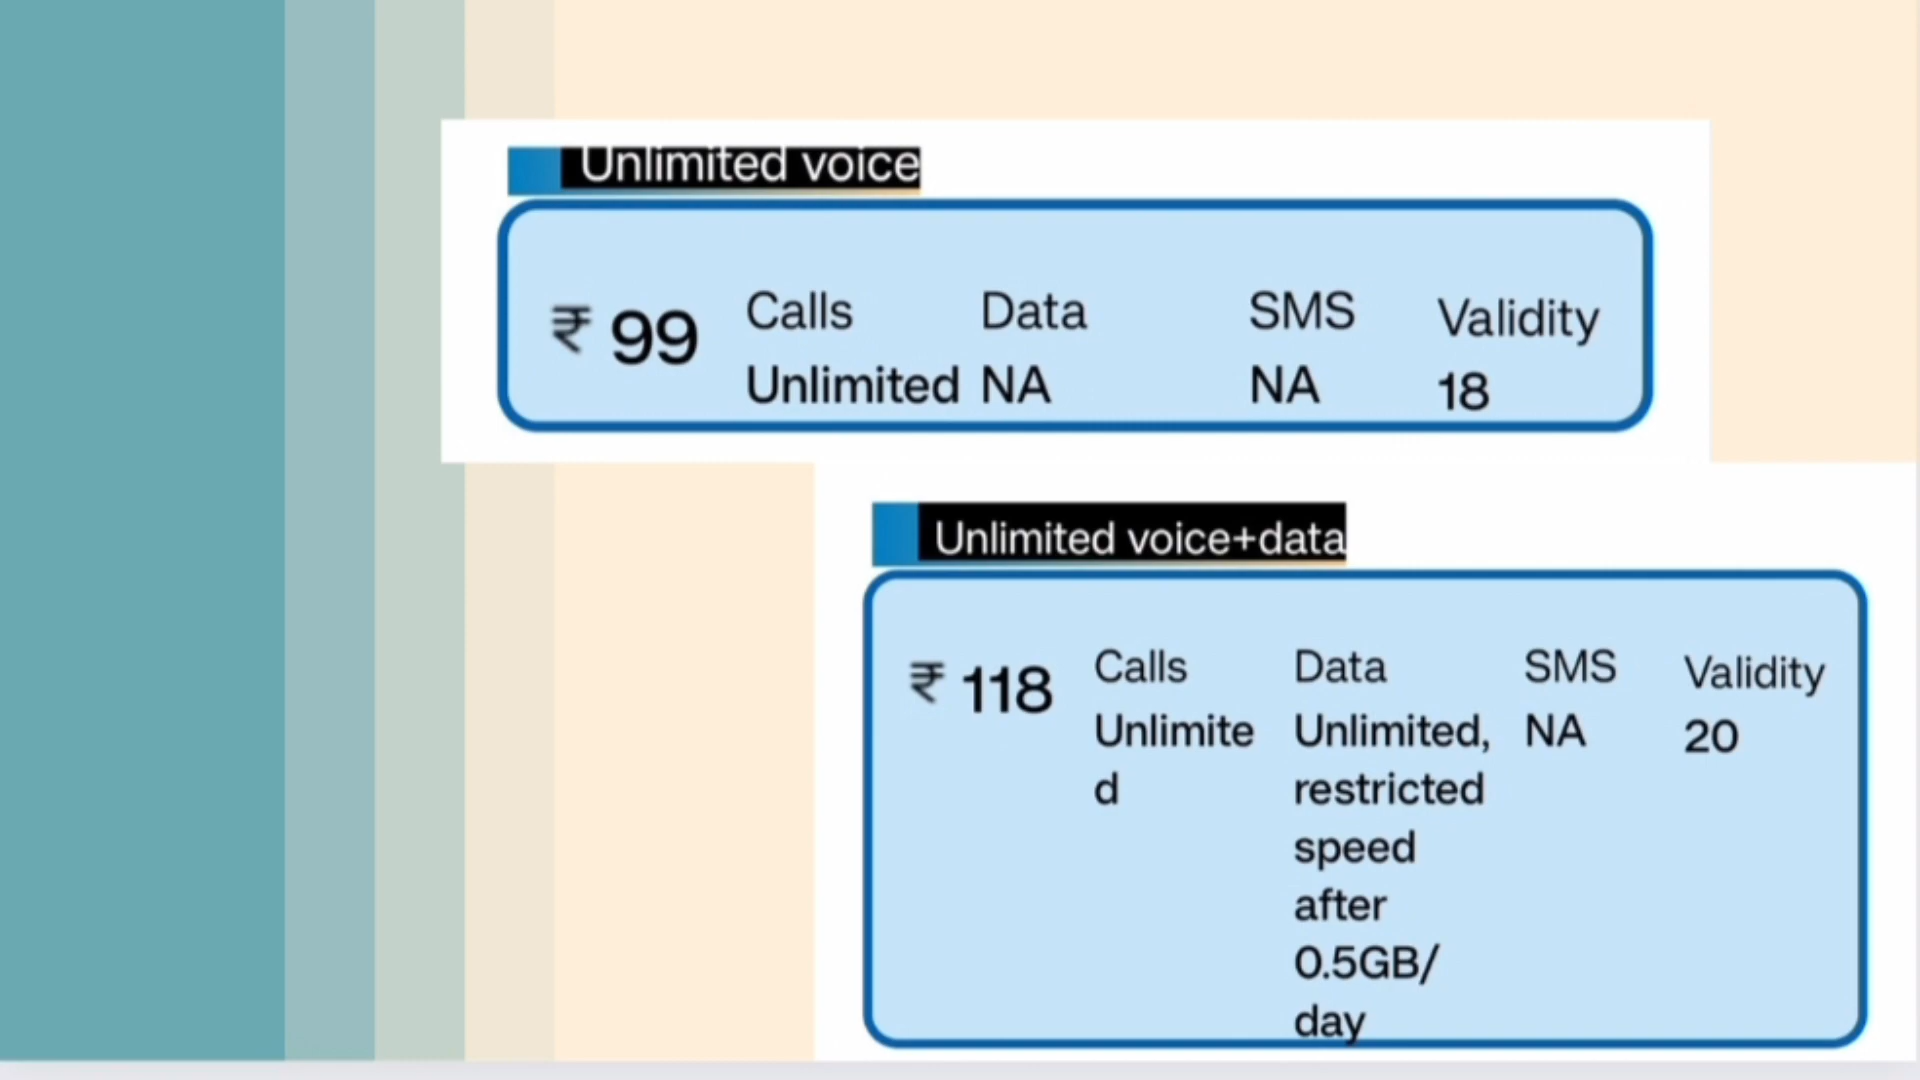 Unlimited voice
₹ 99
Calls Data SMS Validity
Unlimited NA NA 18
Unlimited voice+data
₹ 118
Calls Data SMS Validity
Unlimite Unlimited, NA 20
d restricted
speed
after
0.5GB/
day